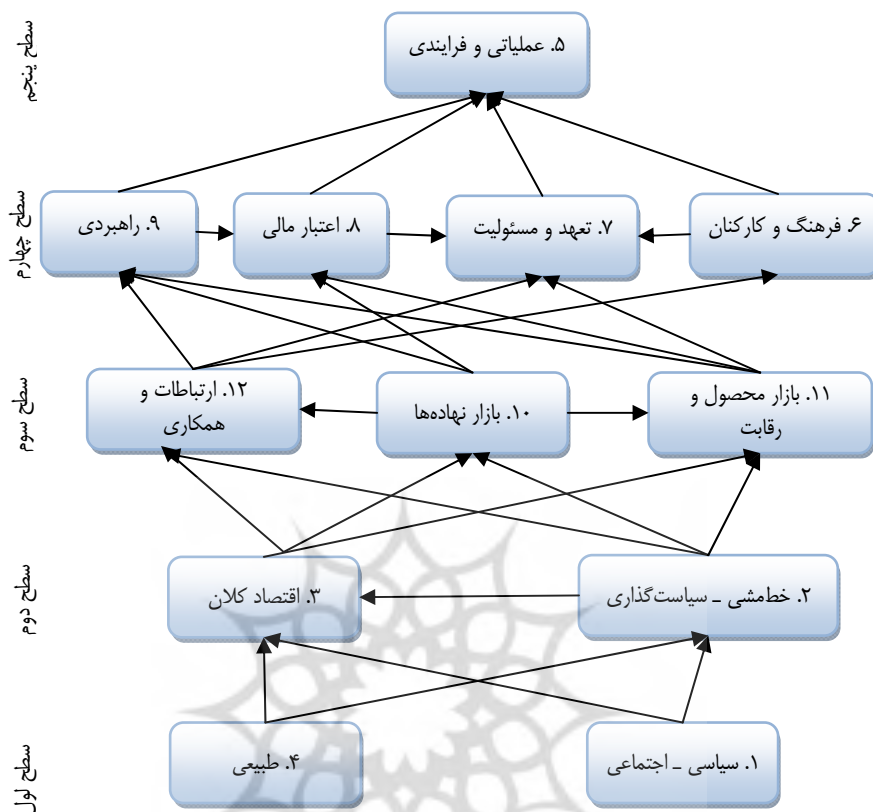 سطح پنجم
۵. عملیاتی و فرایندی
سطح چهارم
۶. فرهنگ و کارکنان
۷. تعهد و مسئولیت
۸. اعتبار مالی
۹. راهبردی
سطح سوم
۱۱. بازار محصول و
رقابت
۱۰. بازار نهاده‌ها
۱۲. ارتباطات و
همکاری
سطح دوم
۲. خط‌مشی ـ سیاست‌گذاری
۳. اقتصاد کلان
سطح اول
۱. سیاسی ـ اجتماعی
۴. طبیعی